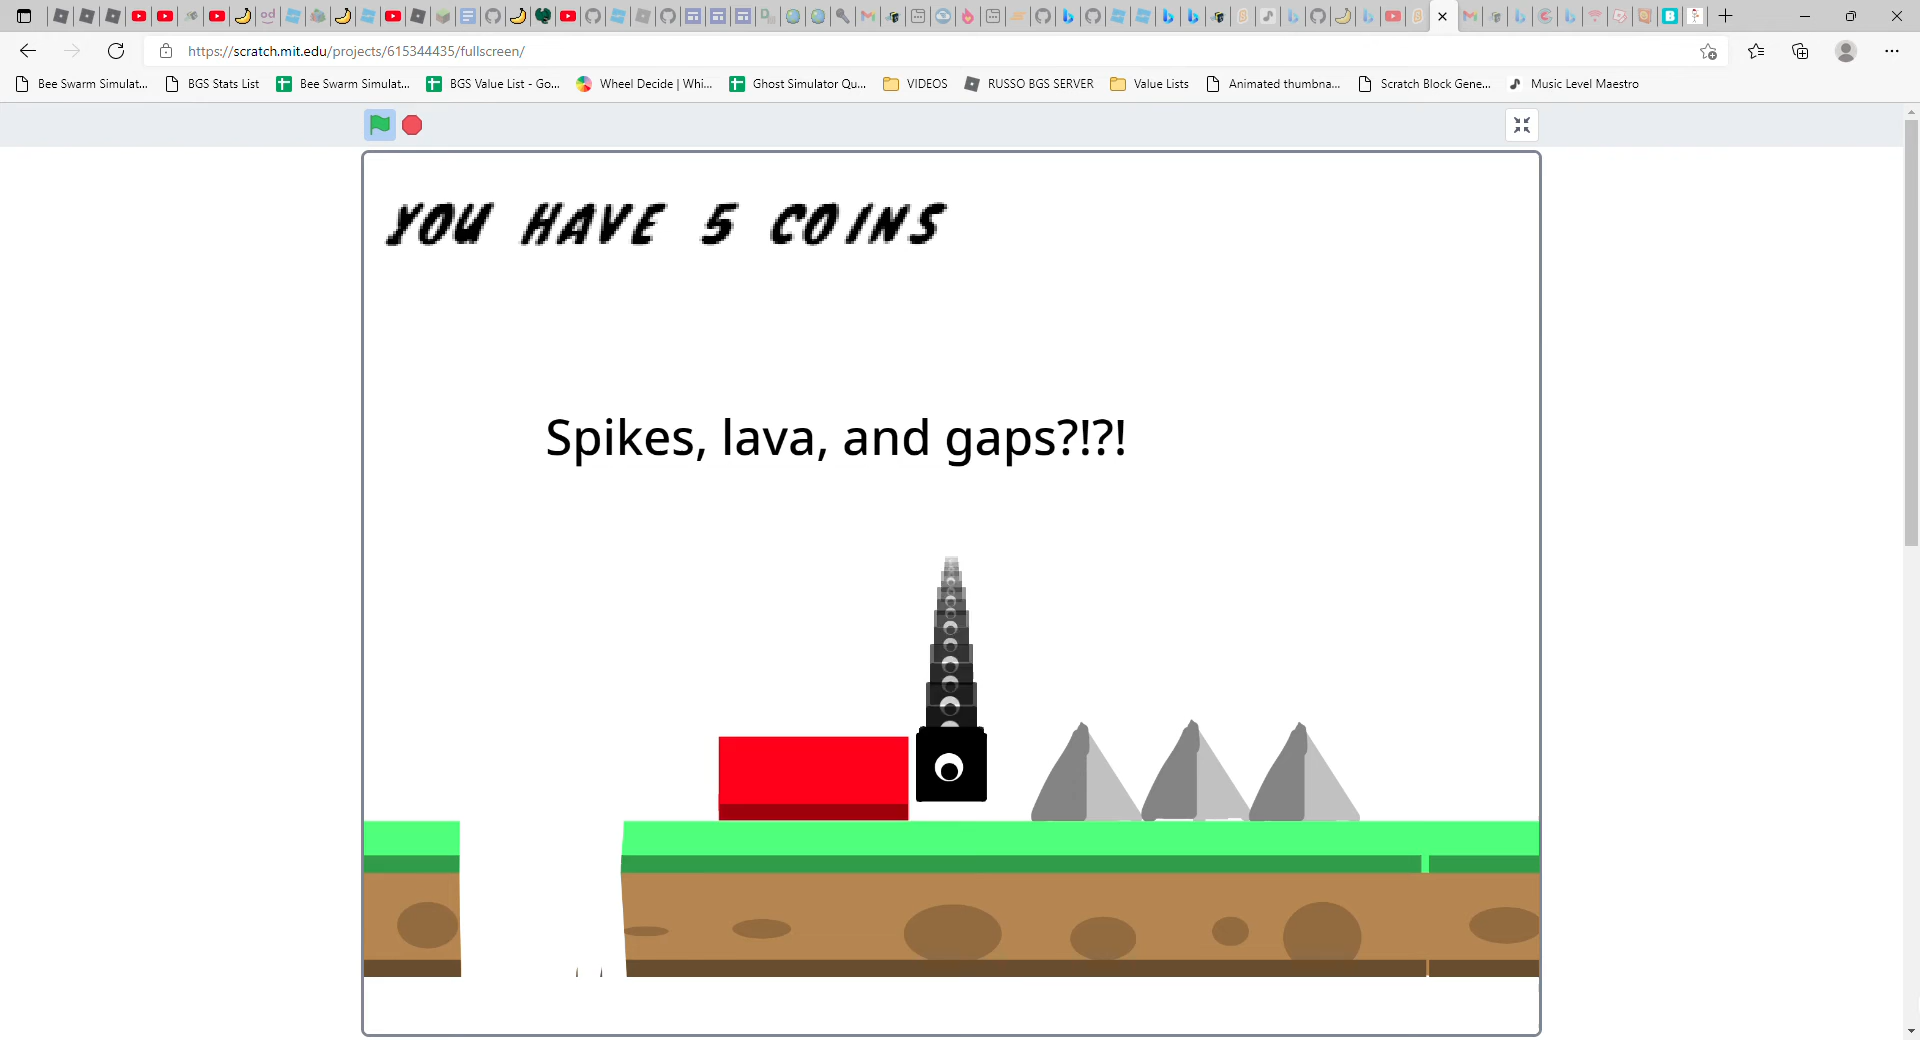 https://scratch.mit.edu/projects/615344435/fullscreen/
Bee Swarm Simulat... BGS Stats List Bee Swarm Simulat... BGS Value List - Go... Wheel Decide | Whi... Ghost Simulator Qu... VIDEOS RUSSO BGS SERVER Value Lists Animated thumbna... Scratch Block Gene... Music Level Maestro
YOU HAVE 5 COINS
Spikes, lava, and gaps?!?!